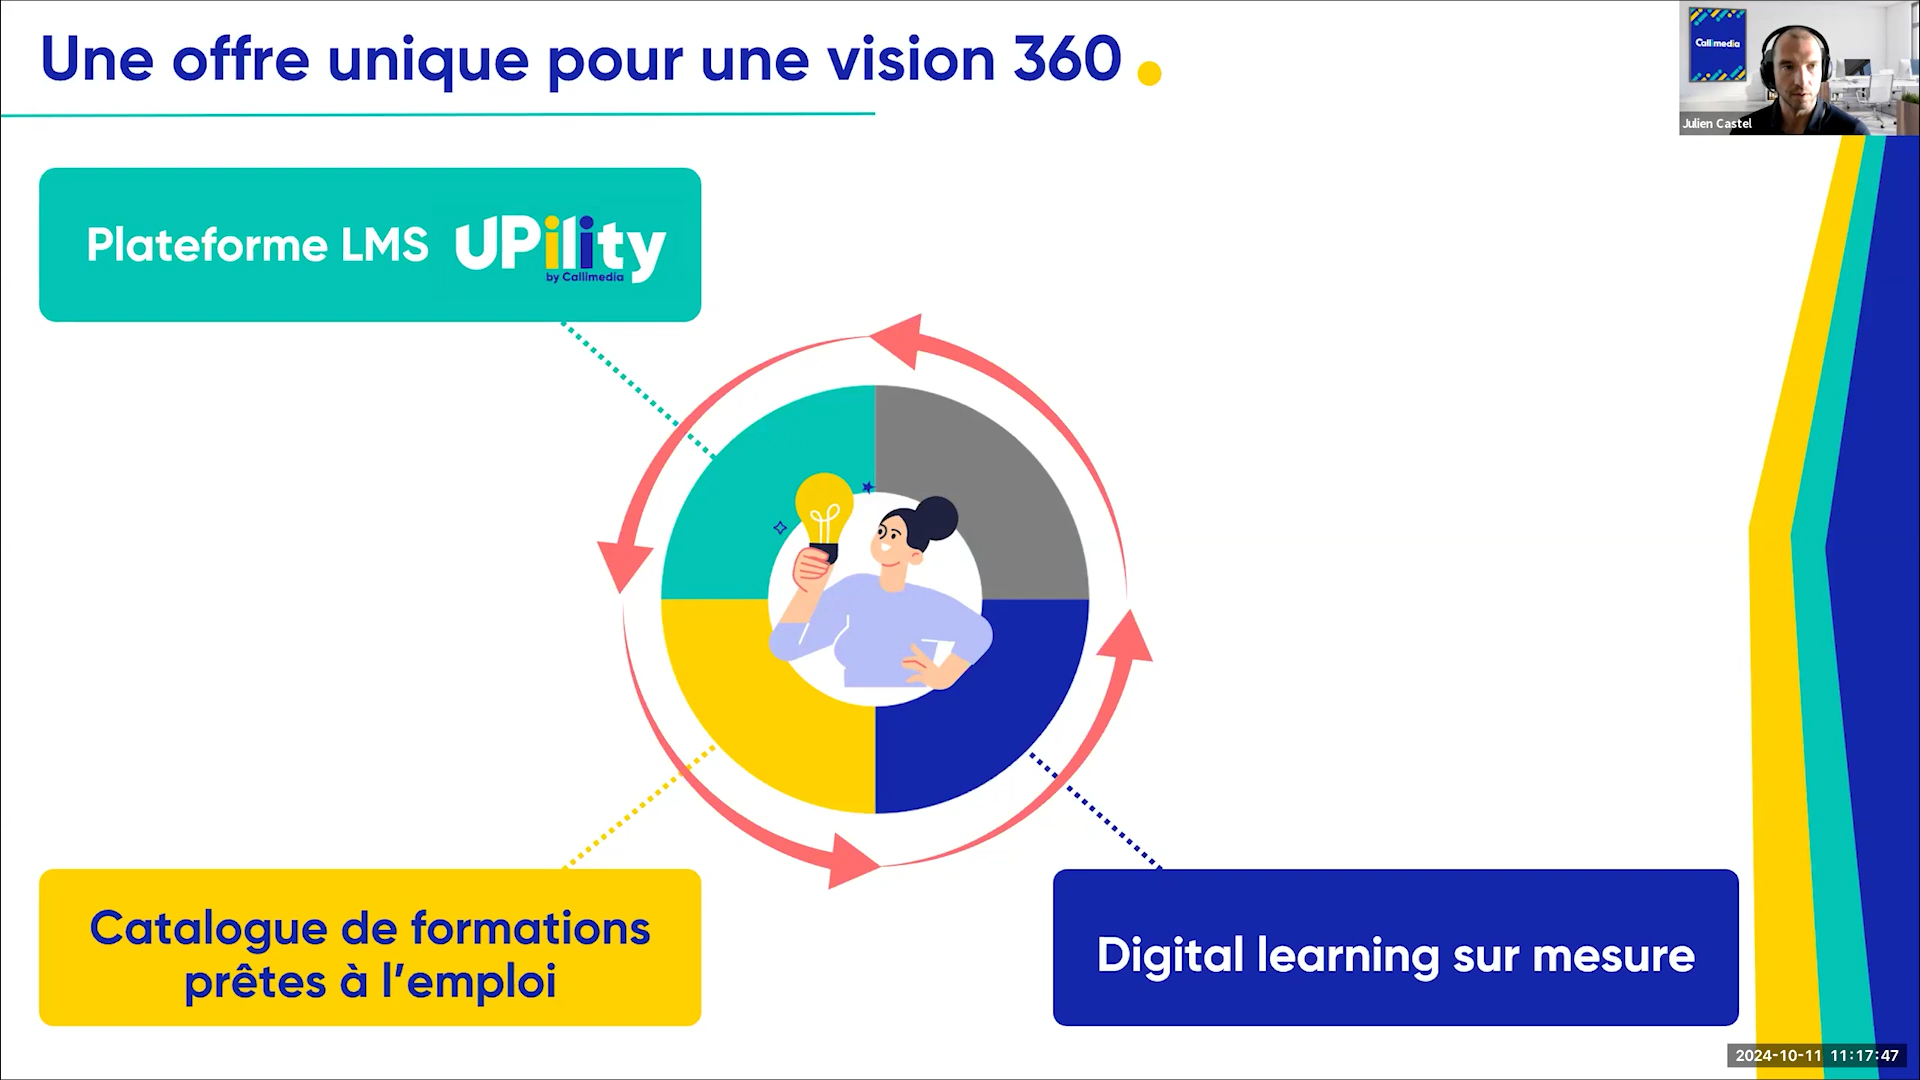 Une offre unique pour une vision 360
Callimedia
Julien Castel
Plateforme LMS UPility
by Callimedia
Catalogue de formations
prêtes à l’emploi
Digital learning sur mesure
2024-10-11 11:17:47